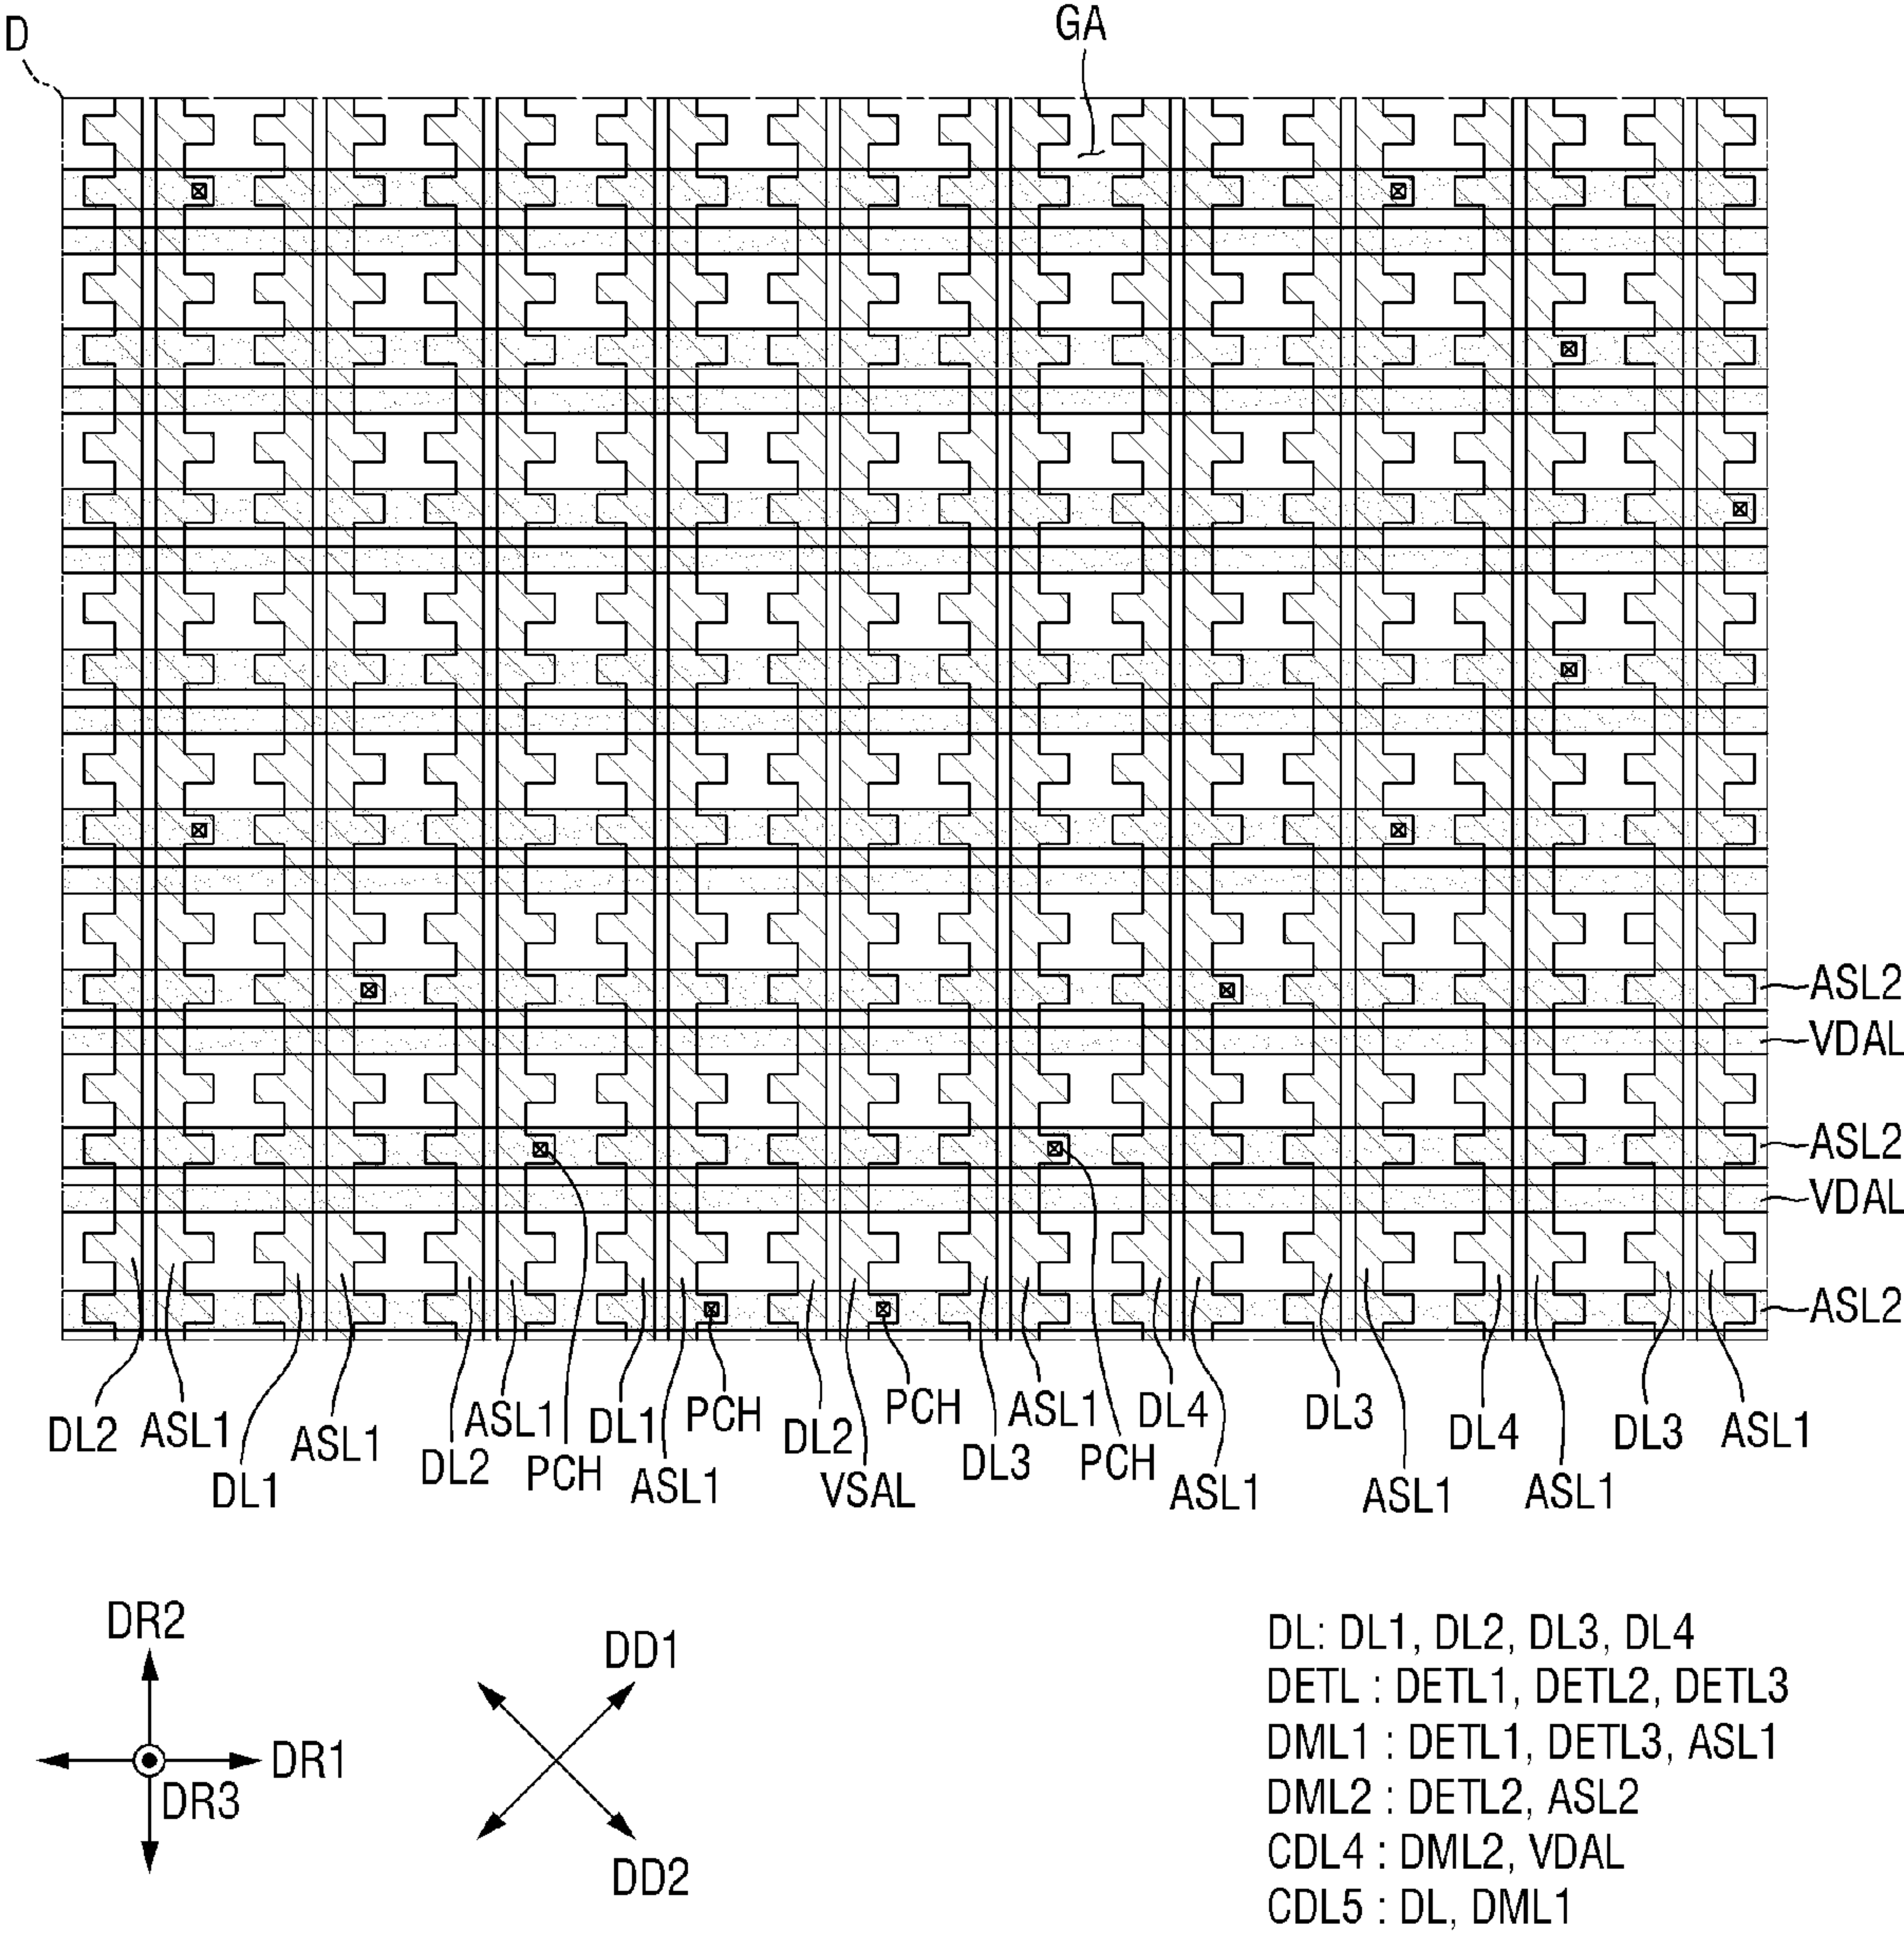 D
GA
ASL2
VDAL
ASL2
VDAL
ASL2
DL2
ASL1
DL1
ASL1
DL2
ASL1
PCH
DL1
ASL1
PCH
DL2
VSAL
PCH
DL3
ASL1
PCH
DL4
ASL1
DL3
ASL1
DL4
ASL1
DL3
ASL1
DR2
DR1
DR3
DD1
DD2
DL: DL1, DL2, DL3, DL4
DETL : DETL1, DETL2, DETL3
DML1 : DETL1, DETL3, ASL1
DML2 : DETL2, ASL2
CDL4 : DML2, VDAL
CDL5 : DL, DML1